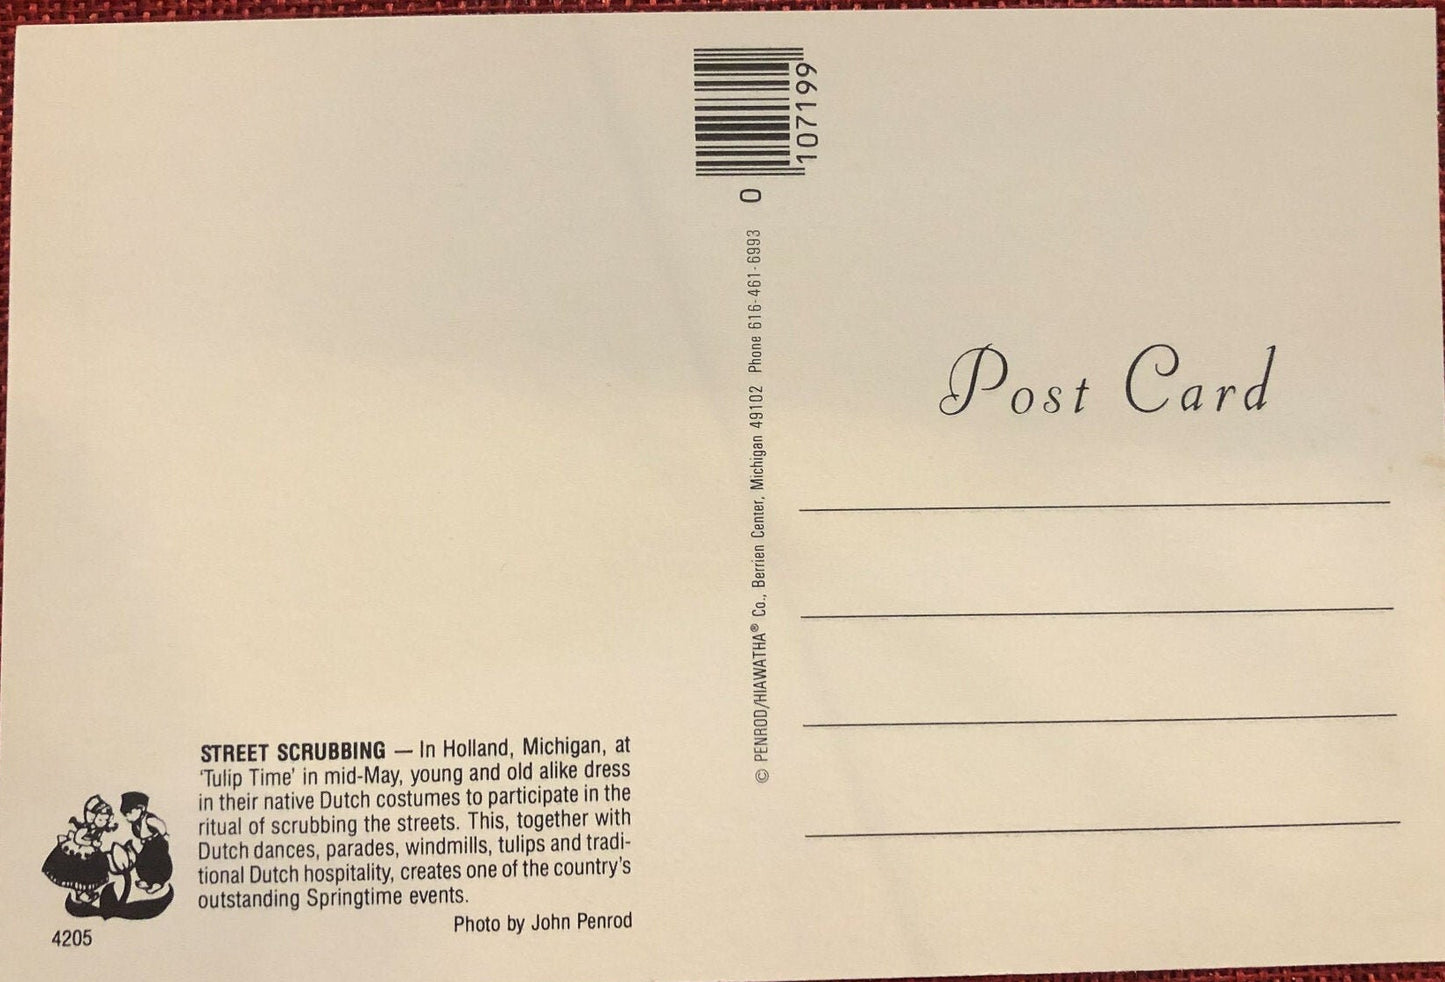 STREET SCRUBBING — In Holland, Michigan, at
'Tulip Time' in mid-May, young and old alike dress
in their native Dutch costumes to participate in the
ritual of scrubbing the streets. This, together with
Dutch dances, parades, windmills, tulips and tradi-
tional Dutch hospitality, creates one of the country's
outstanding Springtime events.
Photo by John Penrod
4205
© PENROD/HIAWATHA® Co., Berrien Center, Michigan 49102 Phone 616-461-6993
0 107199
Post Card